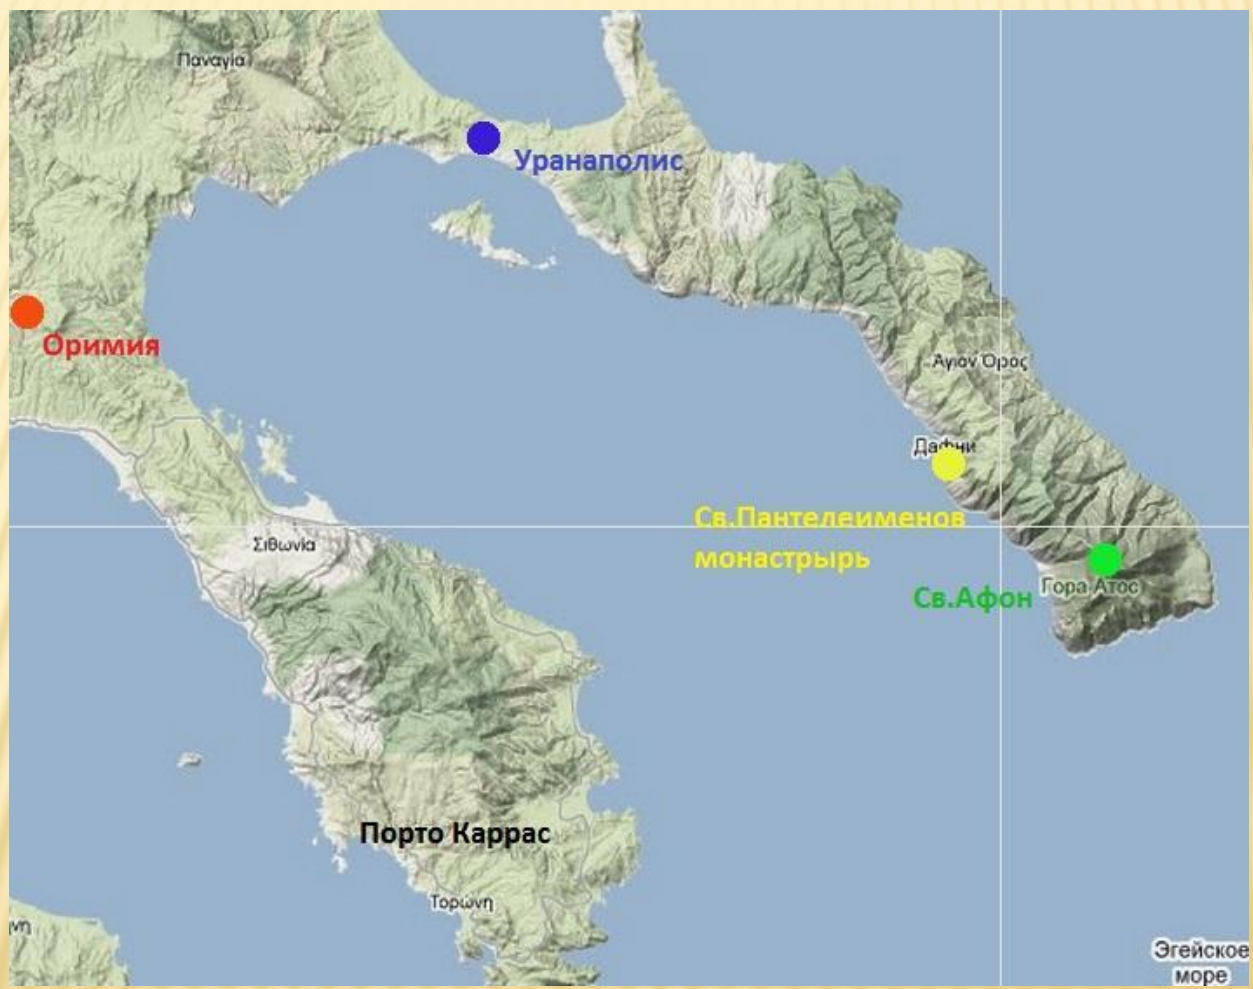 Παναγία
Уранаполис
Оримия
Άγιον Όρος
Дафни
Св.Пантелеименов
монастрырь
Σιθωνία
Гора Атос
Св.Афон
Порто Каррас
Τορώνη
Эгейское
море